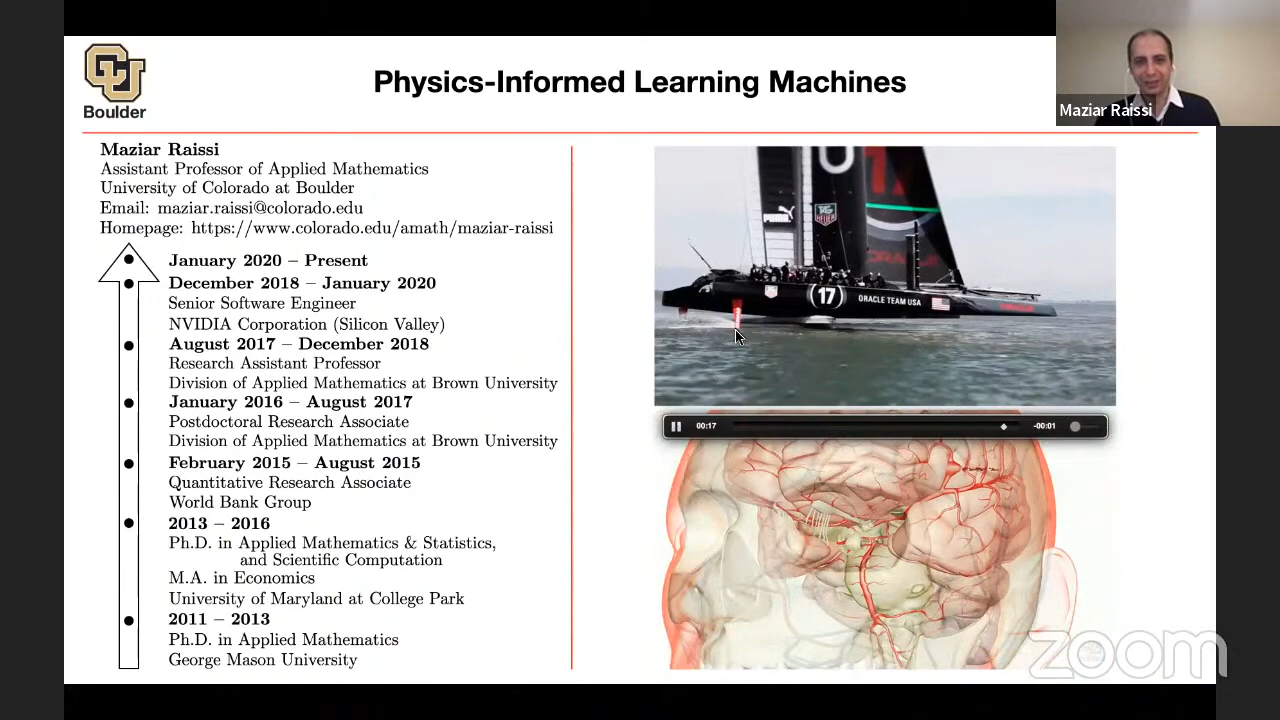 CU
Boulder
Physics-Informed Learning Machines
Maziar Raissi
Maziar Raissi
Assistant Professor of Applied Mathematics
University of Colorado at Boulder
Email: maziar.raissi@colorado.edu
Homepage: https://www.colorado.edu/amath/maziar-raissi
January 2020 – Present
December 2018 – January 2020
Senior Software Engineer
NVIDIA Corporation (Silicon Valley)
August 2017 – December 2018
Research Assistant Professor
Division of Applied Mathematics at Brown University
January 2016 – August 2017
Postdoctoral Research Associate
Division of Applied Mathematics at Brown University
February 2015 – August 2015
Quantitative Research Associate
World Bank Group
2013 – 2016
Ph.D. in Applied Mathematics & Statistics,
and Scientific Computation
M.A. in Economics
University of Maryland at College Park
2011 – 2013
Ph.D. in Applied Mathematics
George Mason University
PUMA
TAG
HEUER
ORACLE
17
ORACLE TEAM USA
00:17
-00:01
zoom